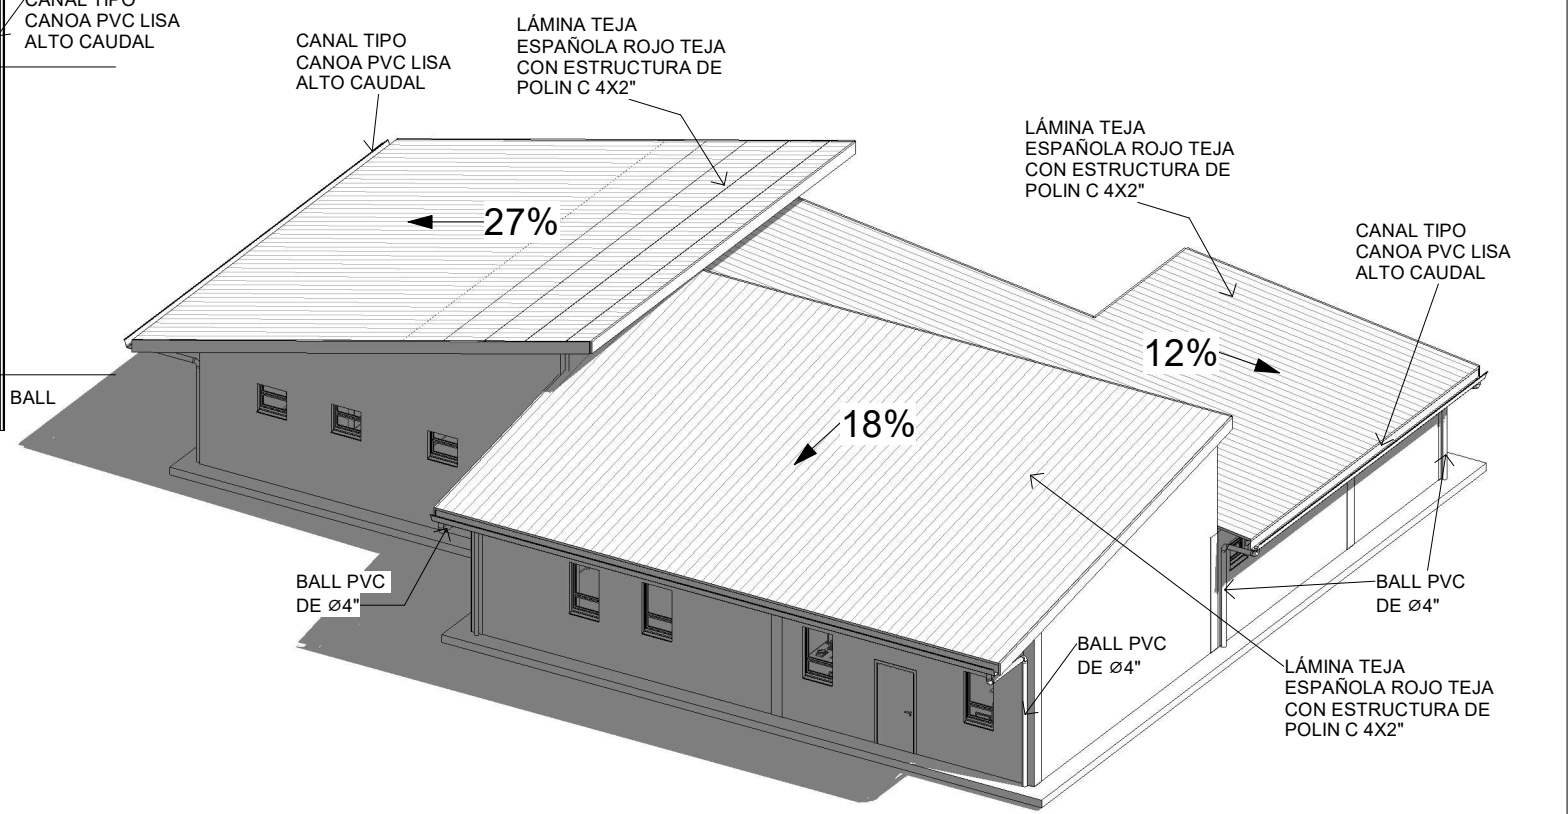 CANAL TIPO
CANOA PVC LISA
ALTO CAUDAL
CANAL TIPO
CANOA PVC LISA
ALTO CAUDAL
LÁMINA TEJA
ESPAÑOLA ROJO TEJA
CON ESTRUCTURA DE
POLIN C 4X2"
LÁMINA TEJA
ESPAÑOLA ROJO TEJA
CON ESTRUCTURA DE
POLIN C 4X2"
CANAL TIPO
CANOA PVC LISA
ALTO CAUDAL
27%
12%
18%
BALL
BALL PVC
DE Ø4"
BALL PVC
DE Ø4"
BALL PVC
DE Ø4"
LÁMINA TEJA
ESPAÑOLA ROJO TEJA
CON ESTRUCTURA DE
POLIN C 4X2"